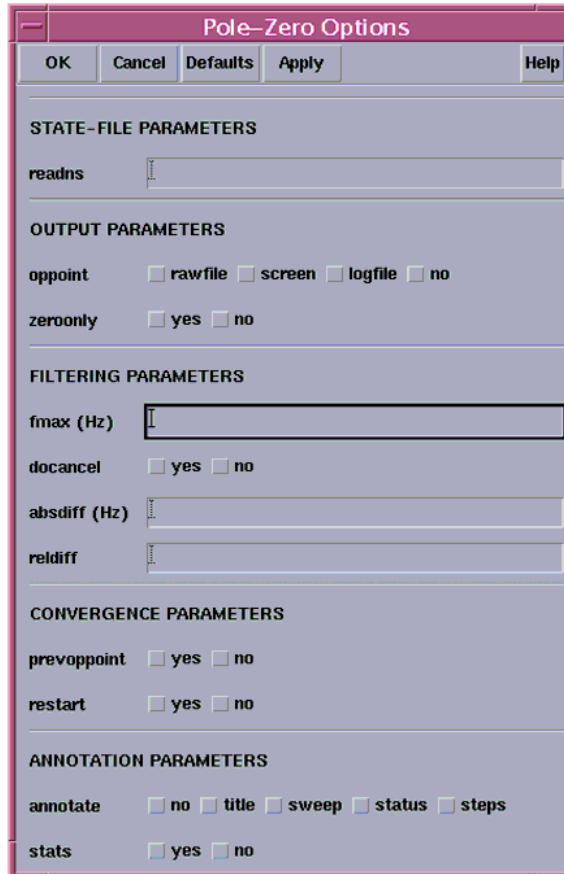 Pole–Zero Options
OK Cancel Defaults Apply Help
STATE-FILE PARAMETERS
readns
OUTPUT PARAMETERS
oppoint rawfile screen logfile no
zeroonly yes no
FILTERING PARAMETERS
fmax (Hz)
docancel yes no
absdiff (Hz)
reldiff
CONVERGENCE PARAMETERS
prevoppoint yes no
restart yes no
ANNOTATION PARAMETERS
annotate no title sweep status steps
stats yes no